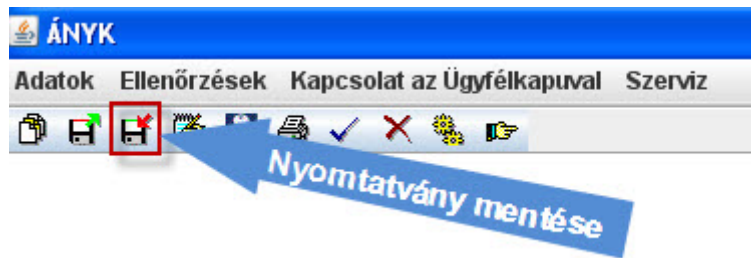 ÁNYK
Adatok Ellenőrzések Kapcsolat az Ügyfélkapuval Szerviz
Nyomtatvány mentése